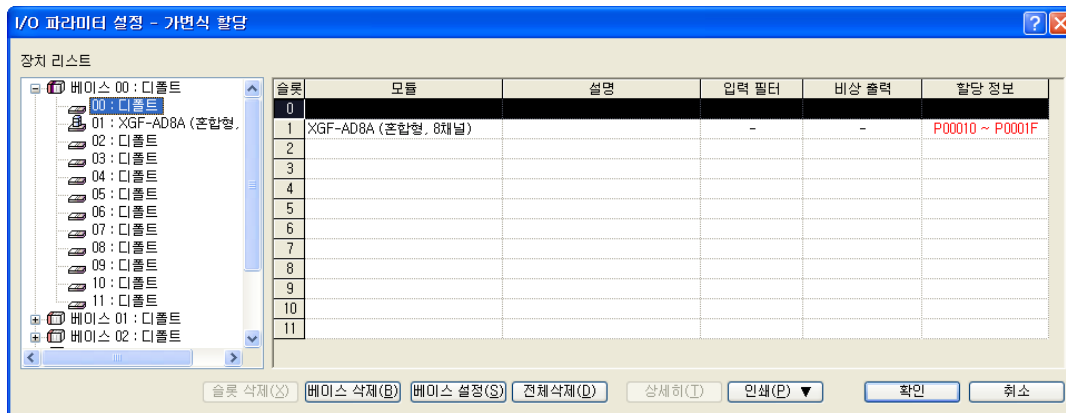 I/O 파라미터 설정 - 가변식 할당
장치 리스트
베이스 00 : 디폴트
00 : 디폴트
01 : XGF-AD8A (혼합형,
02 : 디폴트
03 : 디폴트
04 : 디폴트
05 : 디폴트
06 : 디폴트
07 : 디폴트
08 : 디폴트
09 : 디폴트
10 : 디폴트
11 : 디폴트
베이스 01 : 디폴트
베이스 02 : 디폴트
슬롯 모듈 설명 입력 필터 비상 출력 할당 정보
0
1 XGF-AD8A (혼합형, 8채널) - - P00010 ~ P0001F
2
3
4
5
6
7
8
9
10
11
슬롯 삭제(X) 베이스 삭제(B) 베이스 설정(S) 전체삭제(D) 상세히(T) 인쇄(P) ▼ 확인 취소